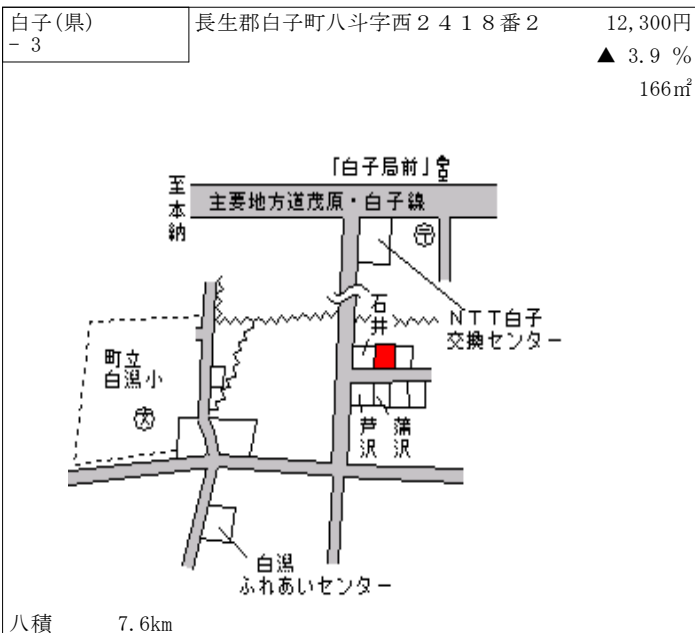 白子(県)
- 3
長生郡白子町八斗字西2418番2
12,300円
▲ 3.9 %
166㎡
「白子局前」
至本納
主要地方道茂原・白子線
〒
石井
NTT白子
交換センター
町立
白潟小
文
芦沢
蒲沢
白潟
ふれあいセンター
八積 7.6km